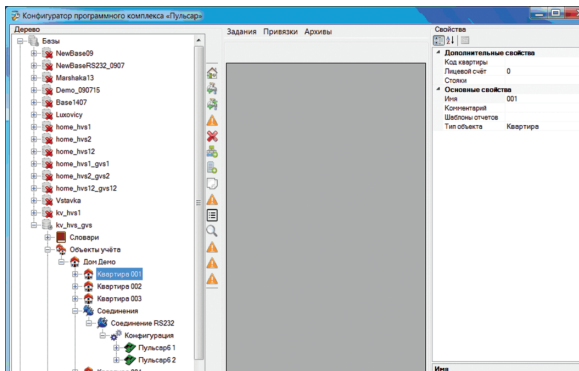 Конфигуратор программного комплекса «Пульсар»
Дерево
Базы
NewBase09
NewBaseRS232_0907
Marshaka13
Demo_090715
Base1407
Luxovicy
home_hvs1
home_hvs2
home_hvs12
home_hvs1_gvs1
home_hvs2_gvs2
home_hvs12_gvs12
Vstavka
kv_hvs1
kv_hvs_gvs
Словари
Объекты учёта
Дом Демо
Квартира 001
Квартира 002
Квартира 003
Соединения
Соединение RS232
Конфигурация
Пульсар6 1
Пульсар6 2
Задания Привязки Архивы
Свойства
Дополнительные свойства
Код квартиры
Лицевой счёт 0
Стояки
Основные свойства
Имя 001
Комментарий
Шаблоны отчетов
Тип объекта Квартира
Имя